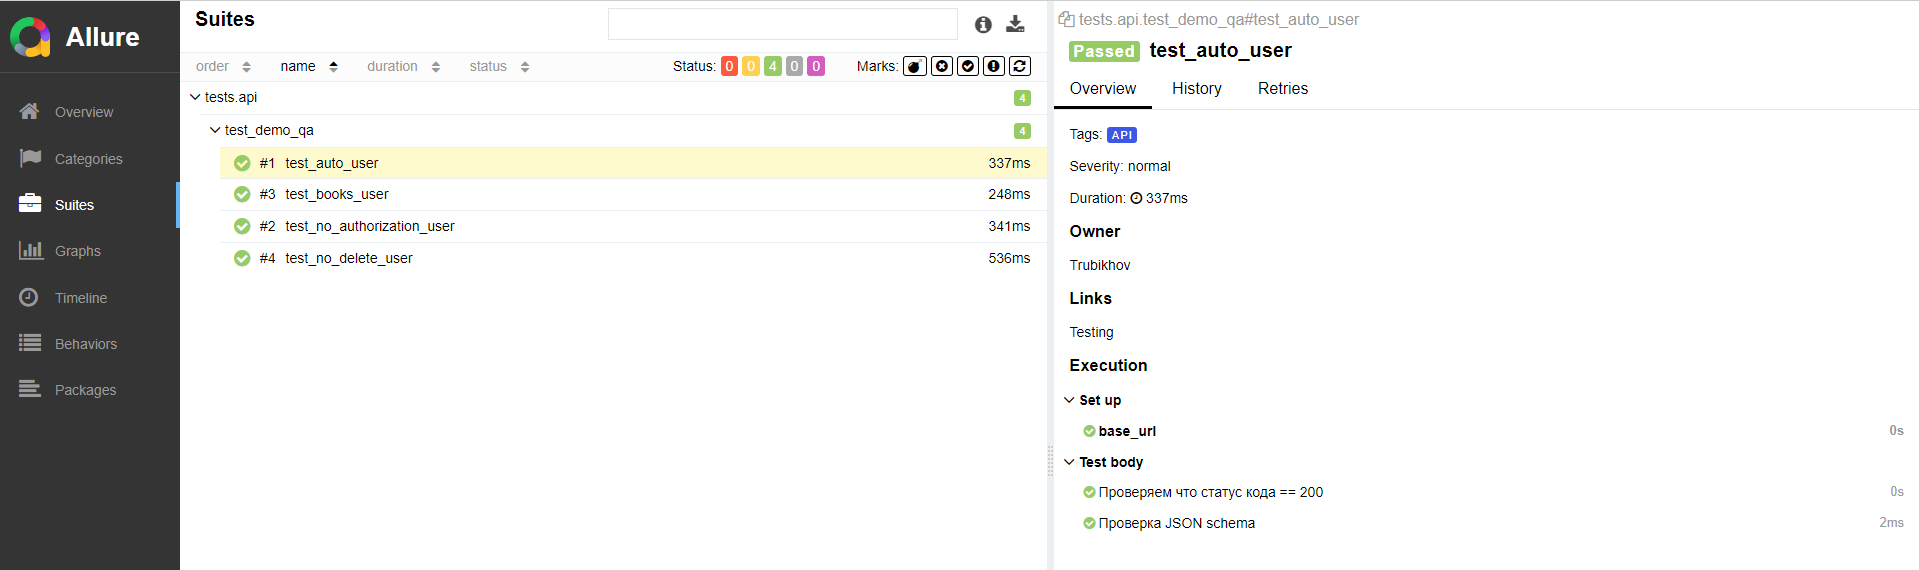 Allure
Overview
Categories
Suites
Graphs
Timeline
Behaviors
Packages
Suites
order name duration status Status: 0 0 4 0 0 Marks:
tests.api 4
test_demo_qa 4
#1 test_auto_user 337ms
#3 test_books_user 248ms
#2 test_no_authorization_user 341ms
#4 test_no_delete_user 536ms
tests.api.test_demo_qa#test_auto_user
Passed test_auto_user
Overview History Retries
Tags: API
Severity: normal
Duration: 337ms
Owner
Trubikhov
Links
Testing
Execution
Set up
base_url 0s
Test body
Проверяем что статус кода == 200 0s
Проверка JSON schema 2ms